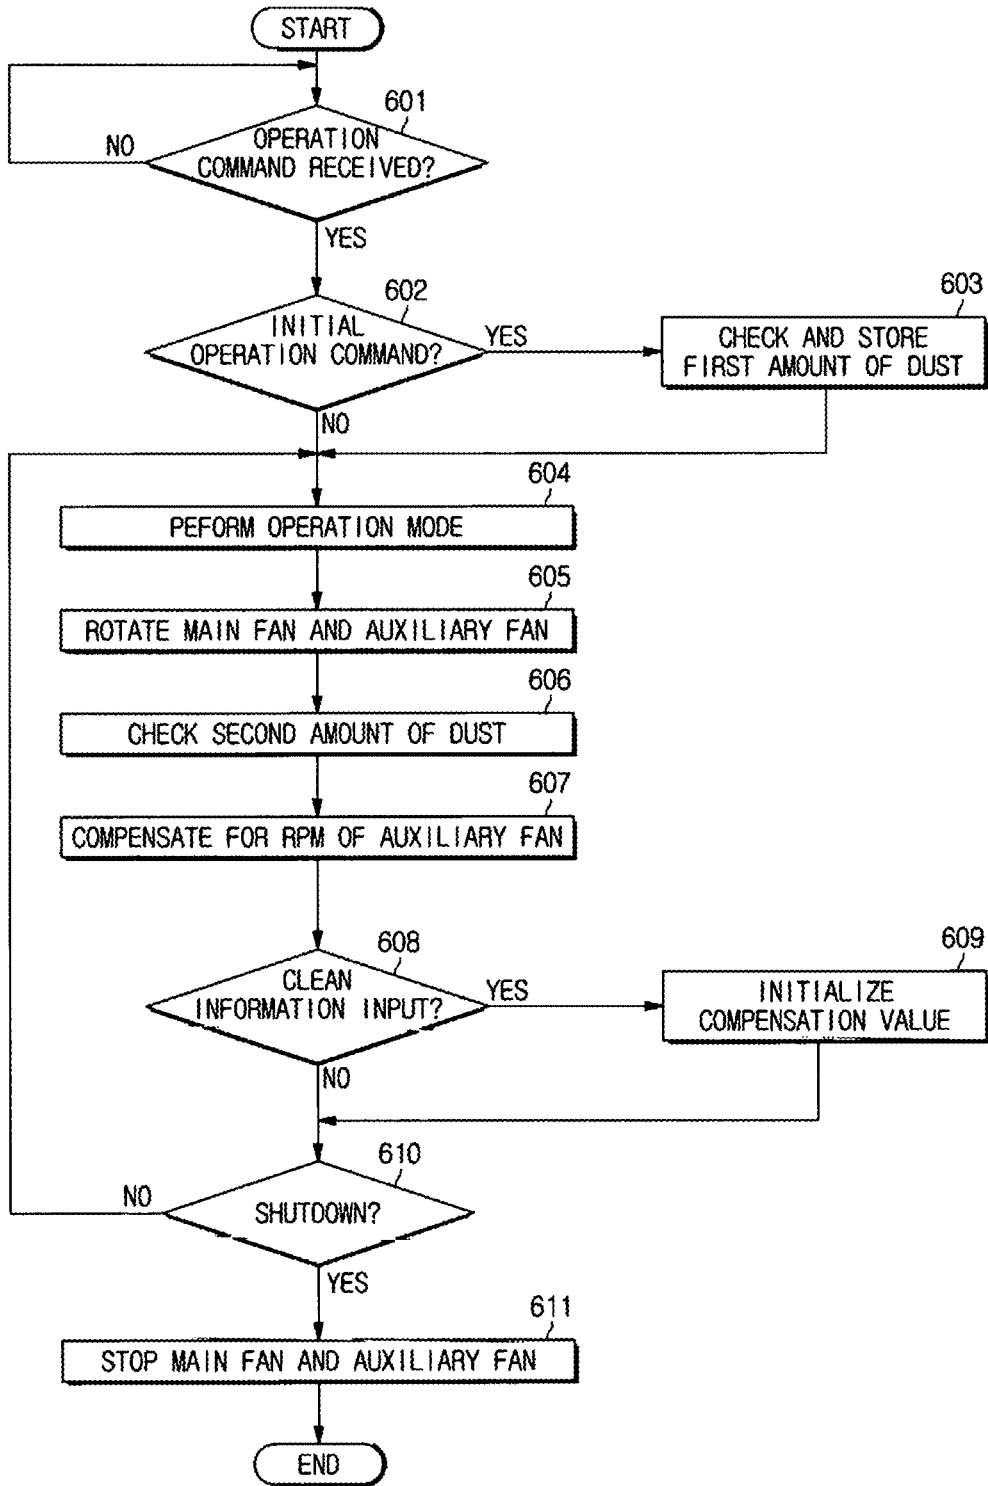 START
601
OPERATION
COMMAND RECEIVED?
NO
YES
602
INITIAL
OPERATION COMMAND?
YES
603
CHECK AND STORE
FIRST AMOUNT OF DUST
NO
604
PEFORM OPERATION MODE
605
ROTATE MAIN FAN AND AUXILIARY FAN
606
CHECK SECOND AMOUNT OF DUST
607
COMPENSATE FOR RPM OF AUXILIARY FAN
608
CLEAN
INFORMATION INPUT?
YES
609
INITIALIZE
COMPENSATION VALUE
NO
610
SHUTDOWN?
NO
YES
611
STOP MAIN FAN AND AUXILIARY FAN
END